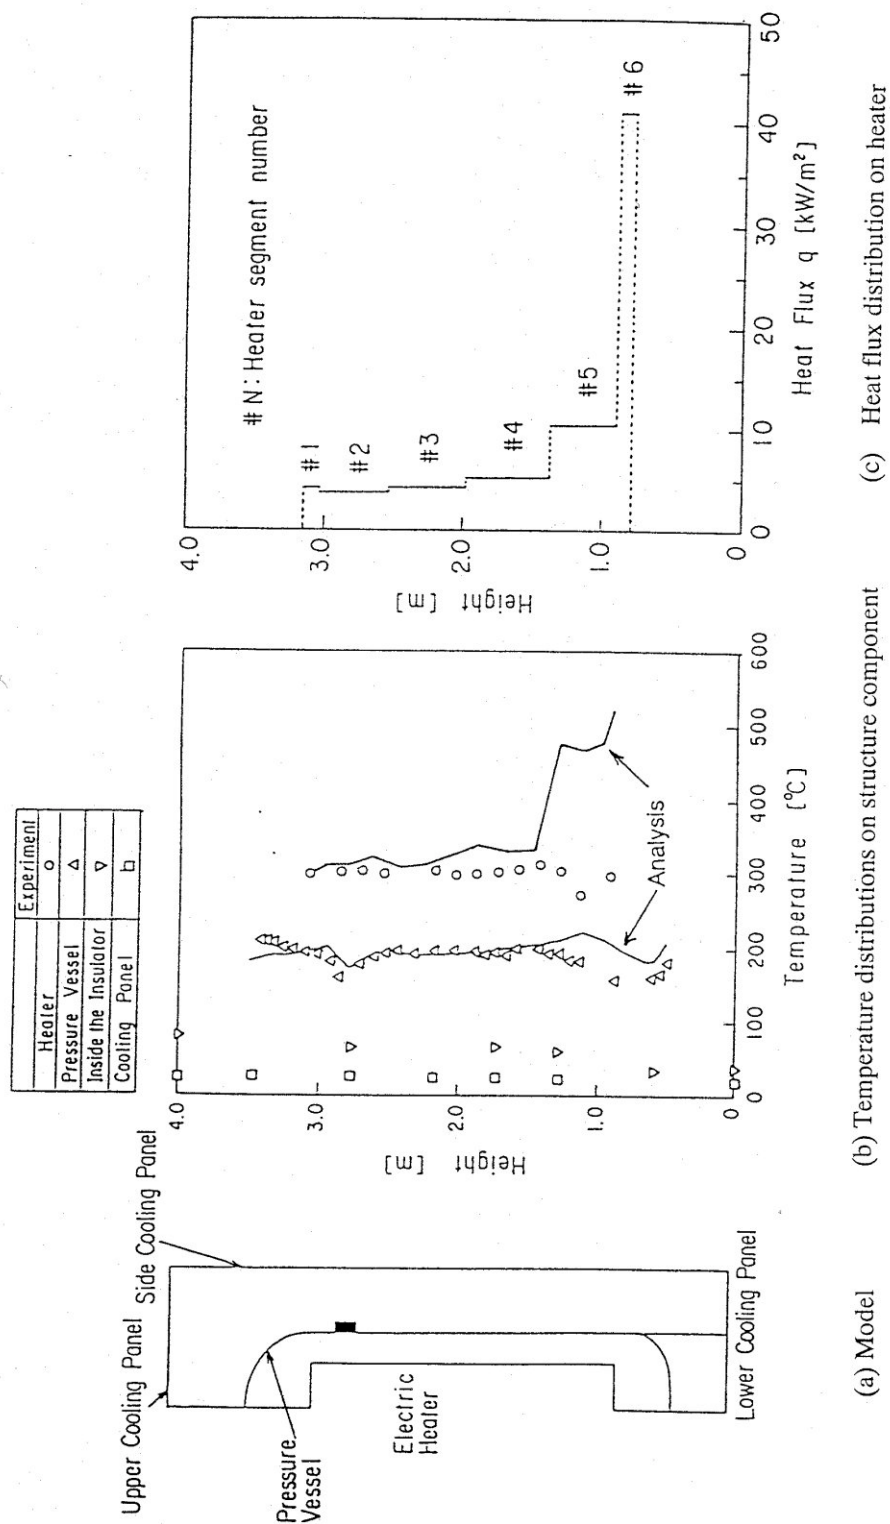 Upper Cooling Panel
Side Cooling Panel
Pressure
Vessel
Electric
Heater
Lower Cooling Panel
(a) Model
Experiment
Heater ○
Pressure Vessel △
Inside the Insulator ▽
Cooling Panel □
4.0
3.0
2.0
1.0
0
Height [m]
0 100 200 300 400 500 600
Temperature [°C]
Analysis
(b) Temperature distributions on structure component
#N: Heater segment number
#1
#2
#3
#4
#5
#6
4.0
3.0
2.0
1.0
0
Height [m]
0 10 20 30 40 50
Heat Flux q [kW/m²]
(c) Heat flux distribution on heater